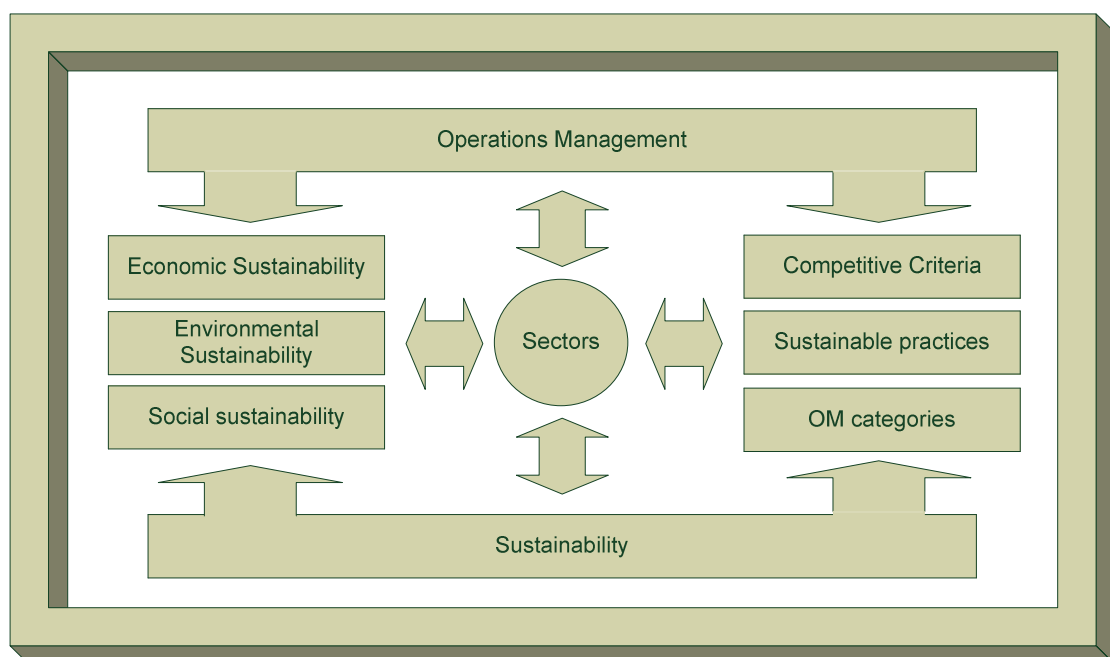 Operations Management
Economic Sustainability
Environmental
Sustainability
Social sustainability
Sectors
Competitive Criteria
Sustainable practices
OM categories
Sustainability